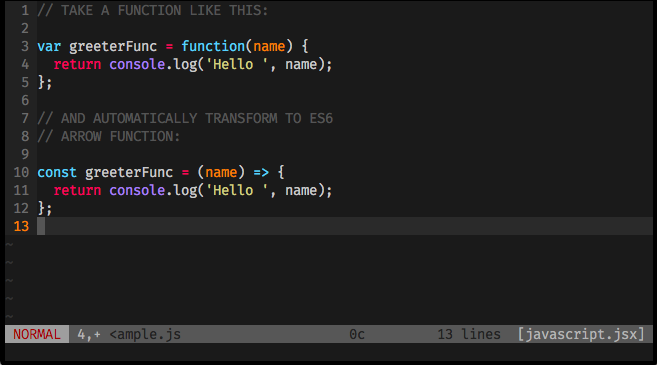 1 // TAKE A FUNCTION LIKE THIS:
2
3 var greeterFunc = function(name) {
4   return console.log('Hello ', name);
5 };
6
7 // AND AUTOMATICALLY TRANSFORM TO ES6
8 // ARROW FUNCTION:
9
10 const greeterFunc = (name) => {
11   return console.log('Hello ', name);
12 };
13
~
~
~
~
~
NORMAL 4,+ <ample.js 0c 13 lines [javascript.jsx]